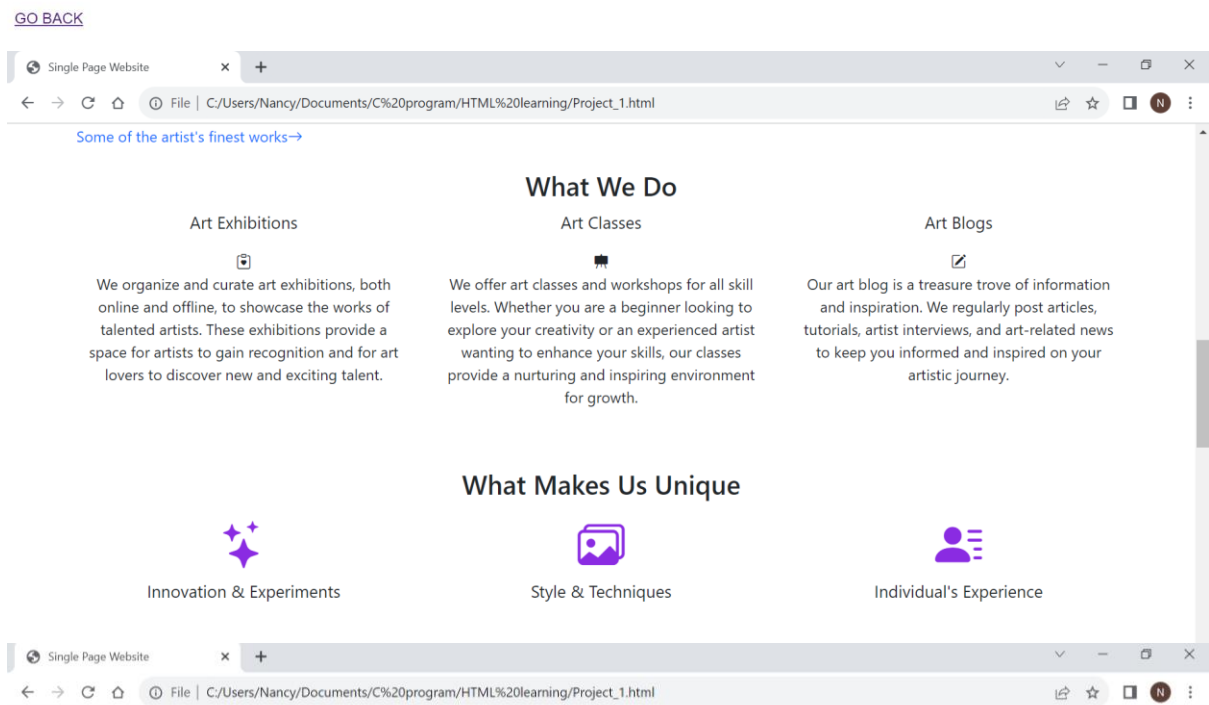 GO BACK
Single Page Website
File | C:/Users/Nancy/Documents/C%20program/HTML%20learning/Project_1.html
N
Some of the artist's finest works→
What We Do
Art Exhibitions
We organize and curate art exhibitions, both
online and offline, to showcase the works of
talented artists. These exhibitions provide a
space for artists to gain recognition and for art
lovers to discover new and exciting talent.
Art Classes
We offer art classes and workshops for all skill
levels. Whether you are a beginner looking to
explore your creativity or an experienced artist
wanting to enhance your skills, our classes
provide a nurturing and inspiring environment
for growth.
Art Blogs
Our art blog is a treasure trove of information
and inspiration. We regularly post articles,
tutorials, artist interviews, and art-related news
to keep you informed and inspired on your
artistic journey.
What Makes Us Unique
Innovation & Experiments
Style & Techniques
Individual's Experience
Single Page Website
File | C:/Users/Nancy/Documents/C%20program/HTML%20learning/Project_1.html
N